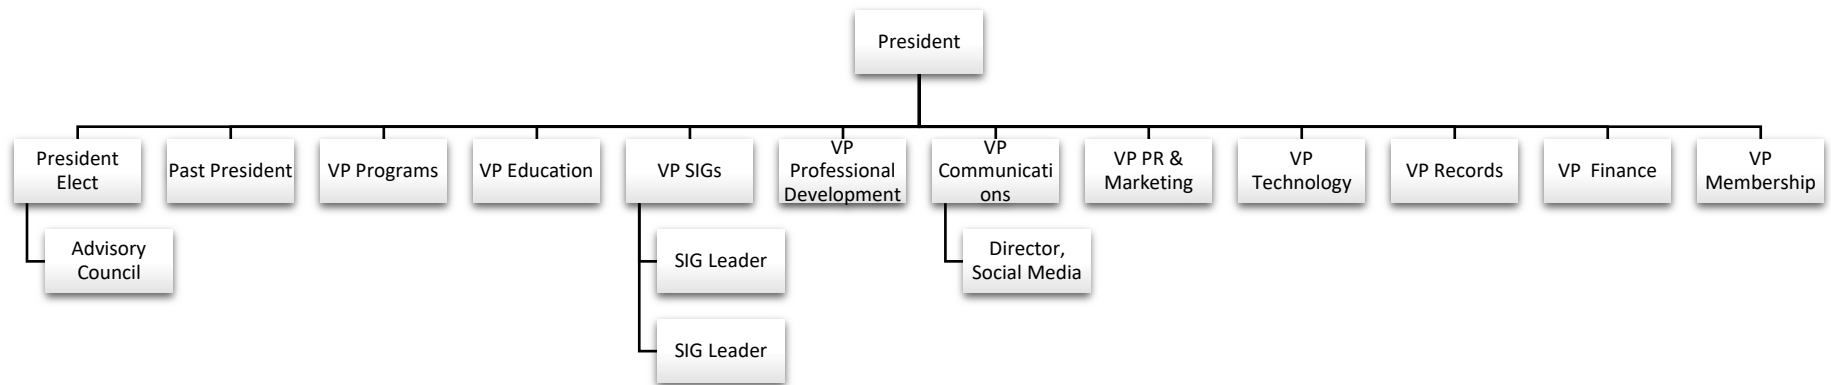 President
President
Elect
Past President
VP Programs
VP Education
VP SIGs
VP
Professional
Development
VP
Communicati
ons
VP PR &
Marketing
VP
Technology
VP Records
VP  Finance
VP
Membership
Advisory
Council
SIG Leader
Director,
Social Media
SIG Leader